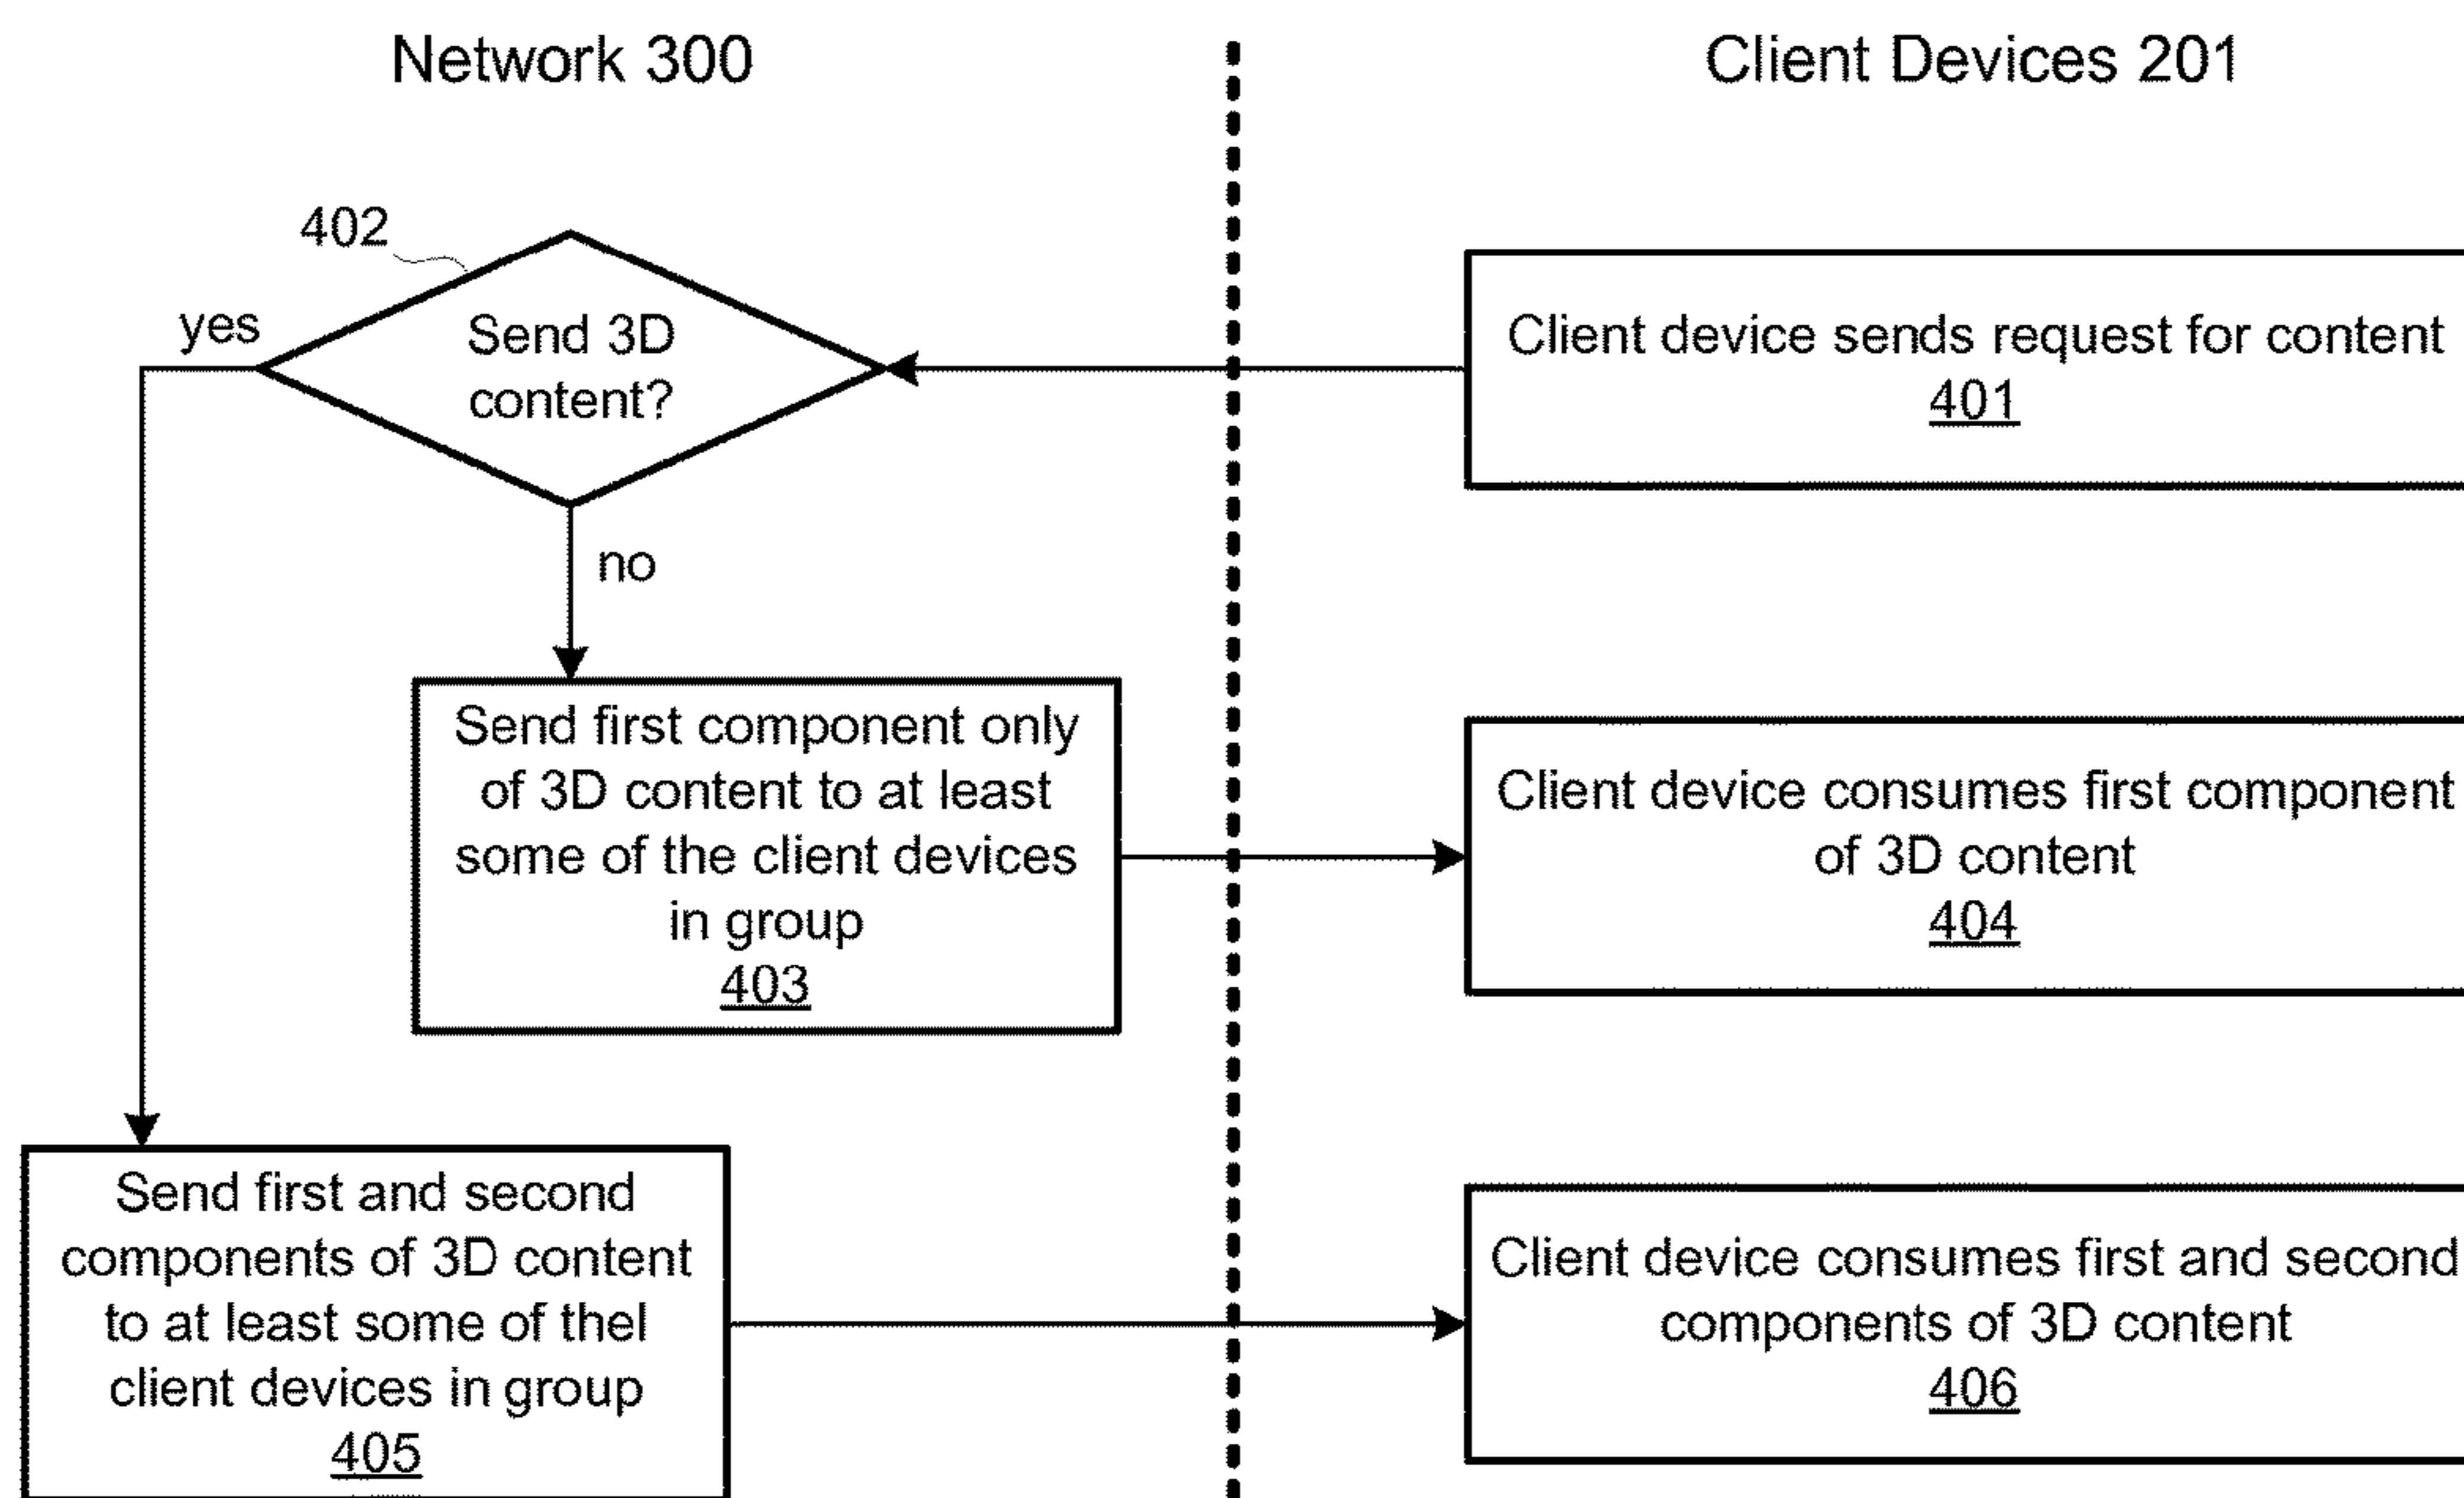 Network 300
Client Devices 201
402
yes
Send 3D
content?
Client device sends request for content
401
no
Send first component only
of 3D content to at least
some of the client devices
in group
403
Client device consumes first component
of 3D content
404
Send first and second
components of 3D content
to at least some of thel
client devices in group
405
Client device consumes first and second
components of 3D content
406